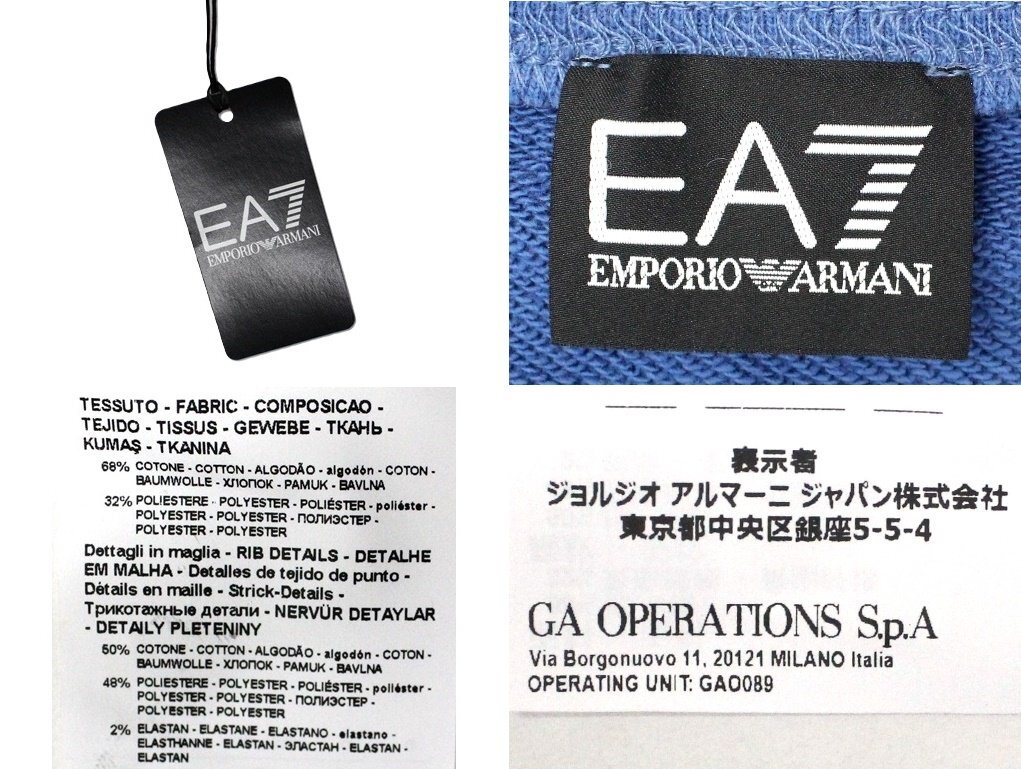 EA7
EMPORIO ARMANI
EA7
EMPORIO ARMANI
TESSUTO - FABRIC - COMPOSICAO -
TEJIDO - TISSUS - GEWEBE - ТКАНЬ -
KUMAŞ - TKANINA
68% COTONE - COTTON - ALGODÃO - algodón - COTON -
BAUMWOLLE - ХЛОПОК - PAMUK - BAVLNA
32% POLIESTERE - POLYESTER - POLIÉSTER - poliéster -
POLYESTER - POLYESTER - ПОЛИЭСТЕР -
POLYESTER - POLYESTER
Dettagli in maglia - RIB DETAILS - DETALHE
EM MALHA - Detalles de tejido de punto -
Détails en maille - Strick-Details -
Трикотажные детали - NERVÜR DETAYLAR
- DETAILY PLETENINY
50% COTONE - COTTON - ALGODÃO - algodón - COTON -
BAUMWOLLE - ХЛОПОК - PAMUK - BAVLNA
48% POLIESTERE - POLYESTER - POLIÉSTER - poliéster -
POLYESTER - POLYESTER - ПОЛИЭСТЕР -
POLYESTER - POLYESTER
2% ELASTAN - ELASTANE - ELASTANO - elastano -
ELASTHANNE - ELASTAN - ЭЛАСТАН - ELASTAN -
ELASTAN
表示者
ジョルジオ アルマーニ ジャパン株式会社
東京都中央区銀座5-5-4
GA OPERATIONS S.p.A
Via Borgonuovo 11, 20121 MILANO Italia
OPERATING UNIT: GAO089